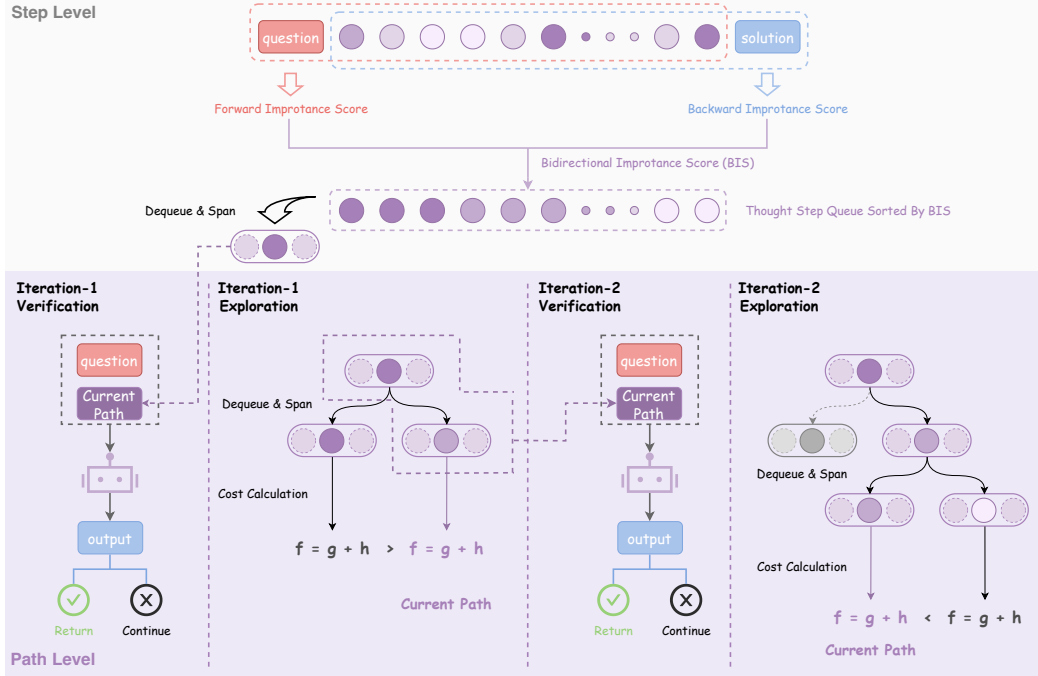 Step Level
question
solution
Forward Improtance Score
Backward Improtance Score
Bidirectional Improtance Score (BIS)
Dequeue & Span
Thought Step Queue Sorted By BIS
Iteration-1
Verification
question
Current
Path
output
Return
Continue
Path Level
Iteration-1
Exploration
Dequeue & Span
Cost Calculation
f = g + h > f = g + h
Current Path
Iteration-2
Verification
question
Current
Path
output
Return
Continue
Iteration-2
Exploration
Dequeue & Span
Cost Calculation
f = g + h < f = g + h
Current Path